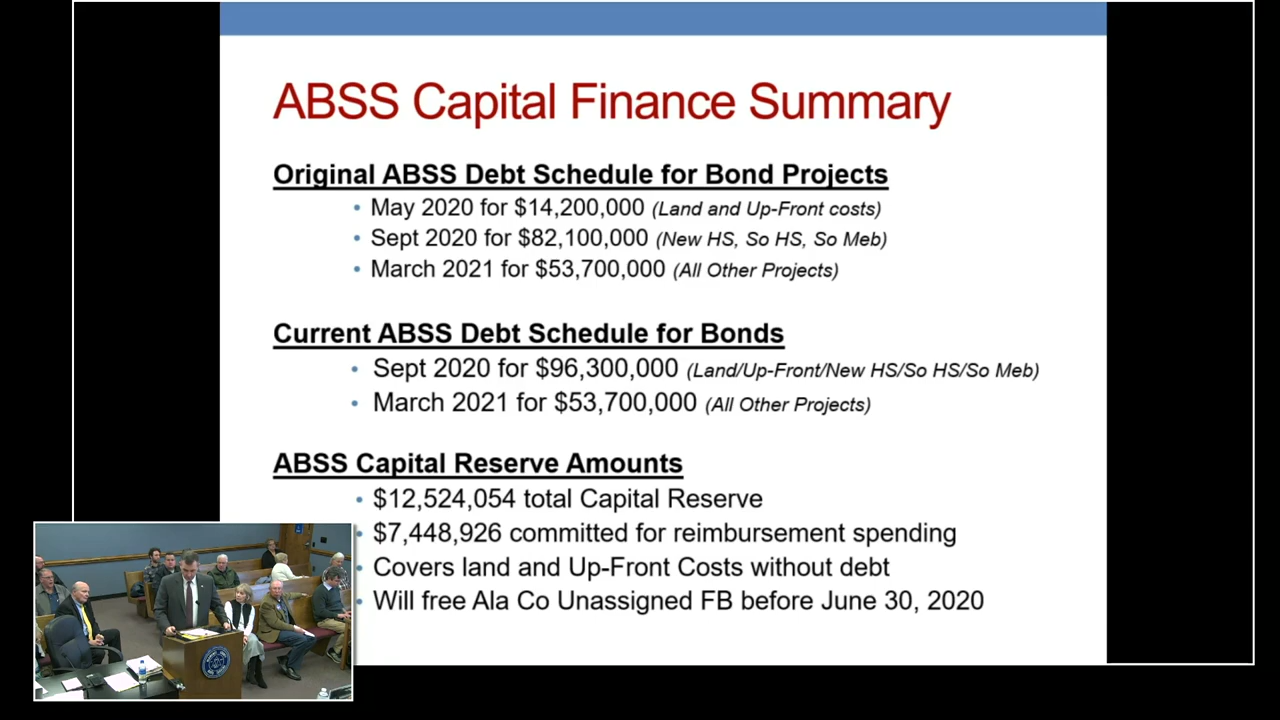 ABSS Capital Finance Summary
Original ABSS Debt Schedule for Bond Projects
• May 2020 for $14,200,000 (Land and Up-Front costs)
• Sept 2020 for $82,100,000 (New HS, So HS, So Meb)
• March 2021 for $53,700,000 (All Other Projects)
Current ABSS Debt Schedule for Bonds
• Sept 2020 for $96,300,000 (Land/Up-Front/New HS/So HS/So Meb)
• March 2021 for $53,700,000 (All Other Projects)
ABSS Capital Reserve Amounts
• $12,524,054 total Capital Reserve
• $7,448,926 committed for reimbursement spending
• Covers land and Up-Front Costs without debt
• Will free Ala Co Unassigned FB before June 30, 2020